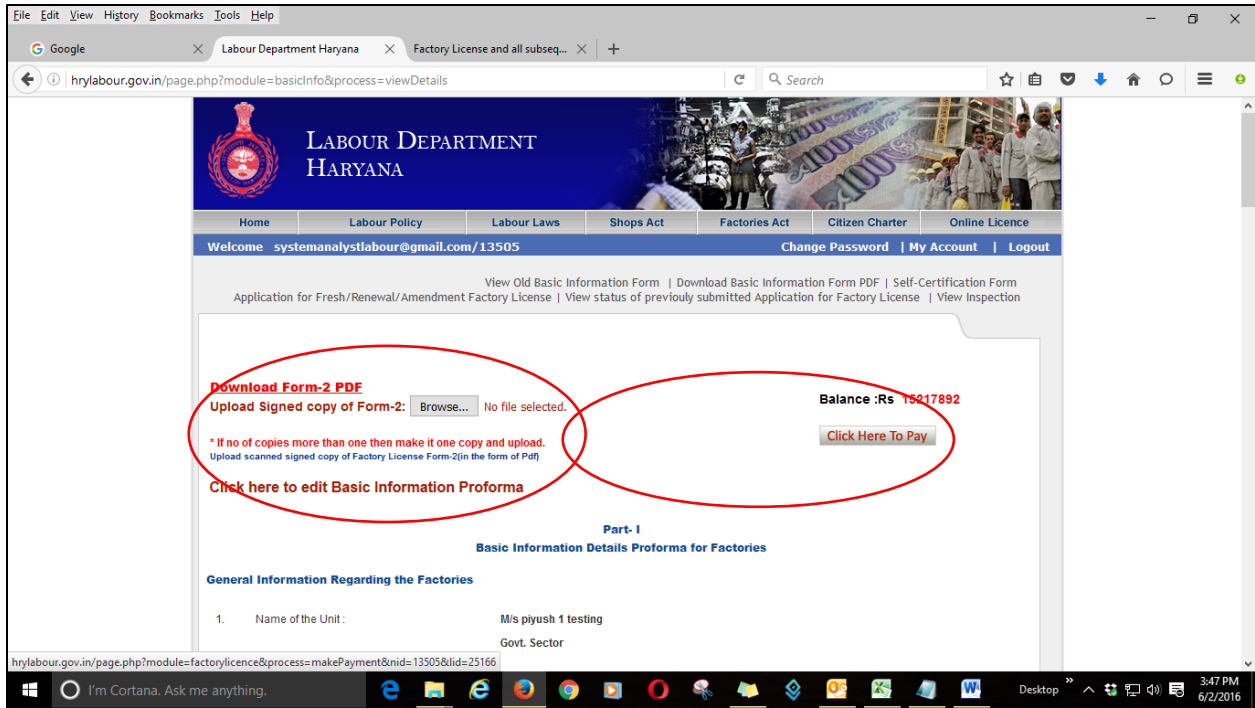 File Edit View History Bookmarks Tools Help
Google
Labour Department Haryana
Factory License and all subseq...
hrylabour.gov.in/page.php?module=basicInfo&process=viewDetails
Search
LABOUR DEPARTMENT
HARYANA
Home Labour Policy Labour Laws Shops Act Factories Act Citizen Charter Online Licence
Welcome systemanalystlabour@gmail.com/13505 Change Password | My Account | Logout
View Old Basic Information Form | Download Basic Information Form PDF | Self-Certification Form
Application for Fresh/Renewal/Amendment Factory License | View status of previouly submitted Application for Factory License | View Inspection
Download Form-2 PDF
Upload Signed copy of Form-2: Browse... No file selected.
Balance :Rs 15217892
Click Here To Pay
* If no of copies more than one then make it one copy and upload.
Upload scanned signed copy of Factory License Form-2(in the form of Pdf)
Click here to edit Basic Information Proforma
Part- I
Basic Information Details Proforma for Factories
General Information Regarding the Factories
1. Name of the Unit : M/s piyush 1 testing
Govt. Sector
hrylabour.gov.in/page.php?module=factorylicence&process=makePayment&nid=13505&lid=25166
I'm Cortana. Ask me anything.
Desktop
3:47 PM
6/2/2016